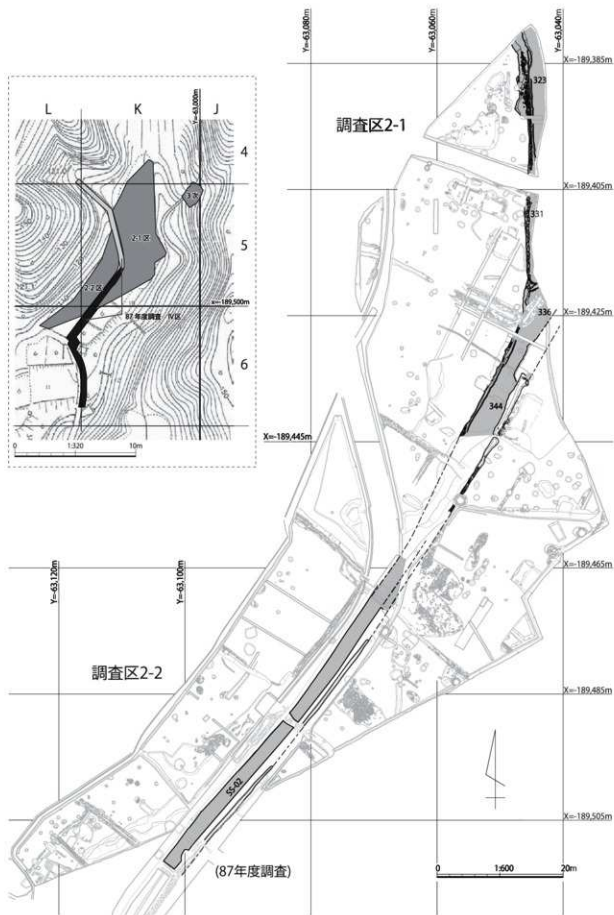 L
K
J
Y=-63,000m
4
5
6
3次
2-1区
2-2区
x=-189,500m
87年度調査 IV区
0
1:320
10m
Y=-63,080m
Y=-63,060m
Y=-63,040m
X=-189,385m
323
調査区2-1
X=-189,405m
331
336
X=-189,425m
344
X=-189,445m
Y=-63,120m
Y=-63,100m
X=-189,465m
調査区2-2
X=-189,485m
SS-02
X=-189,505m
(87年度調査)
0
1:600
20m